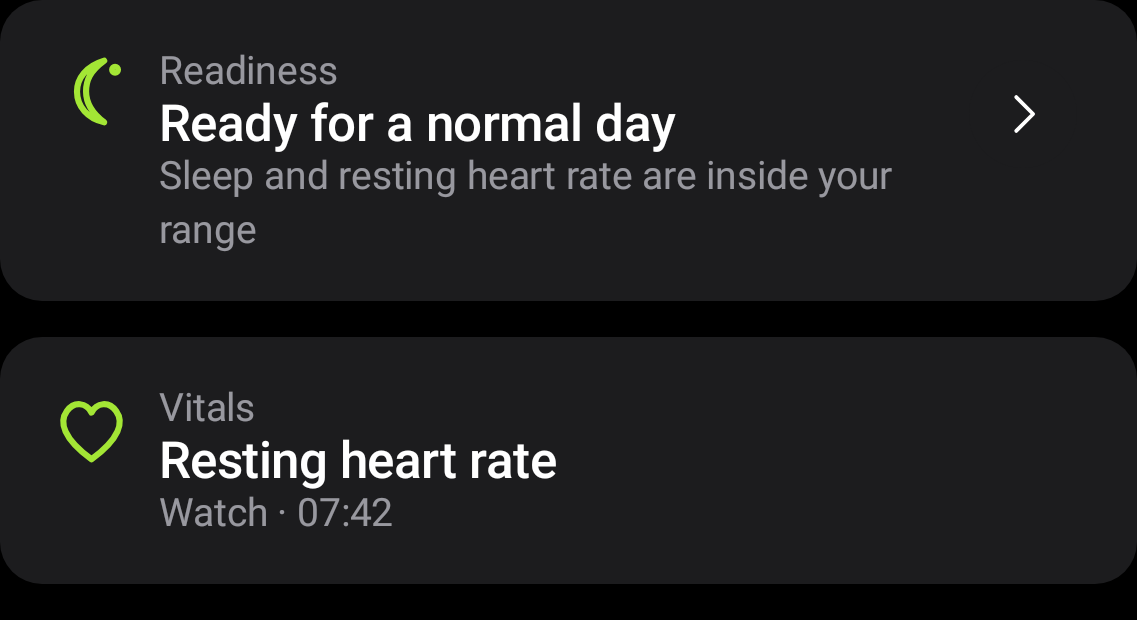 Readiness
Ready for a normal day
Sleep and resting heart rate are inside your
range
Vitals
Resting heart rate
Watch · 07:42